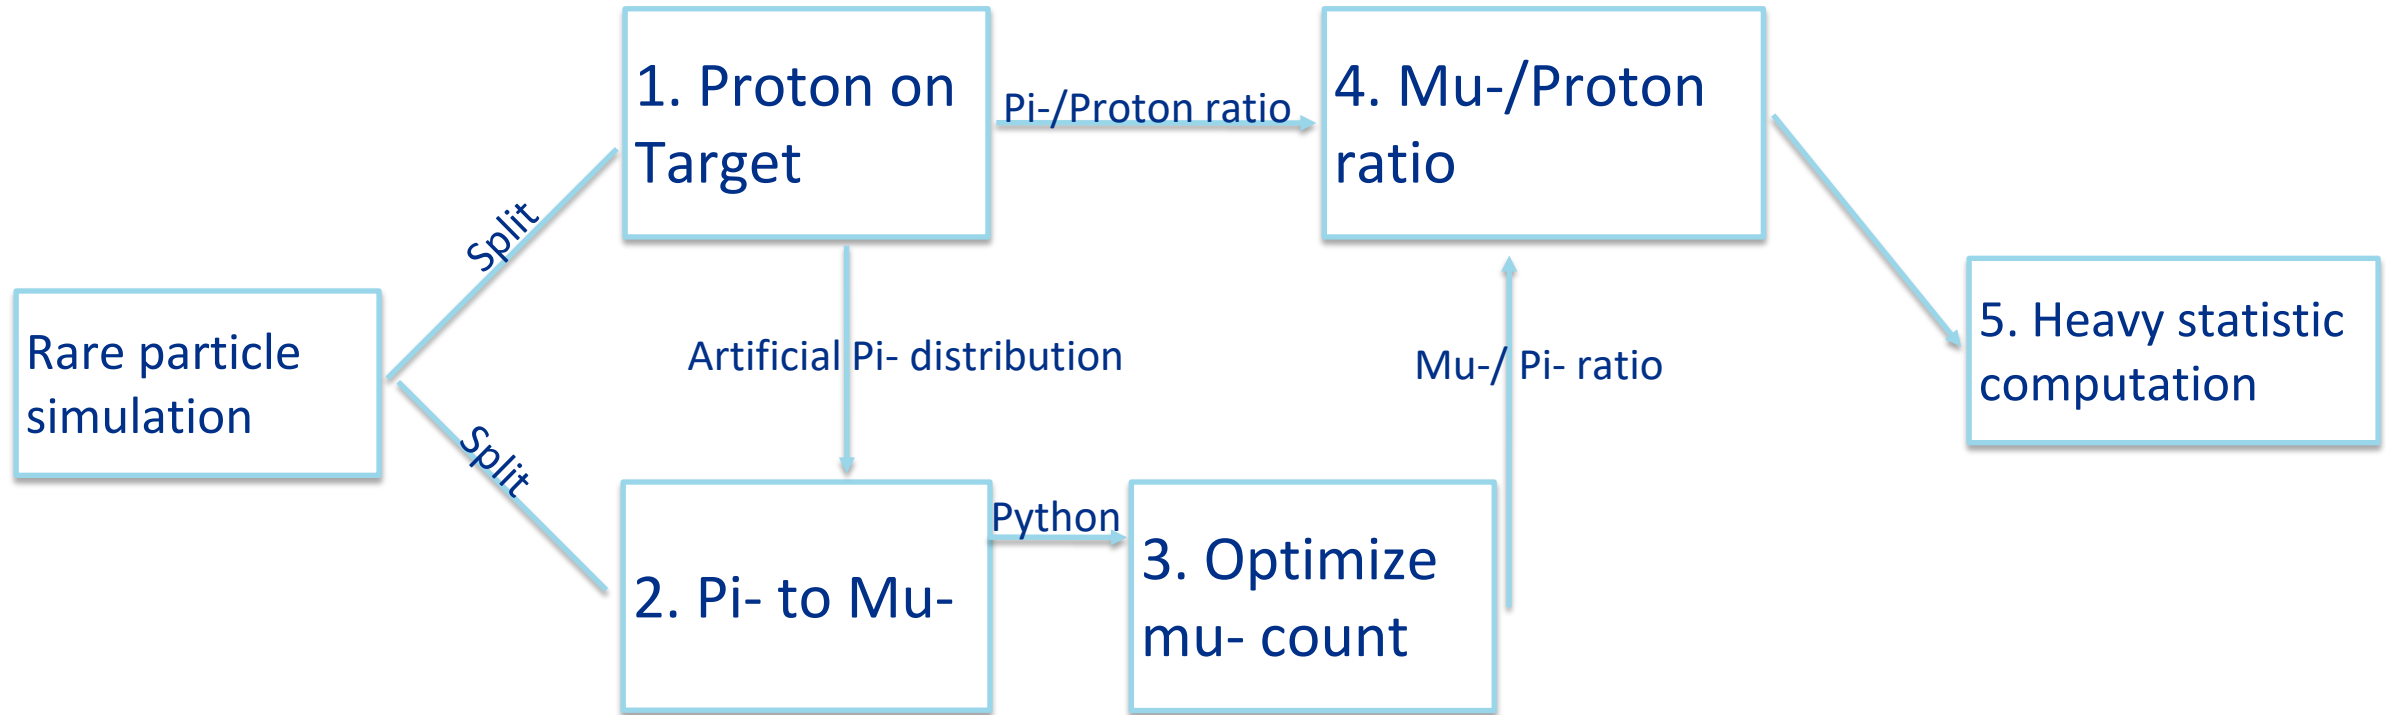 1. Proton on
Target
Pi-/Proton ratio
4. Mu-/Proton
ratio
Split
Rare particle
simulation
Artificial Pi- distribution
Mu-/ Pi- ratio
5. Heavy statistic
computation
Split
2. Pi- to Mu-
Python
3. Optimize
mu- count